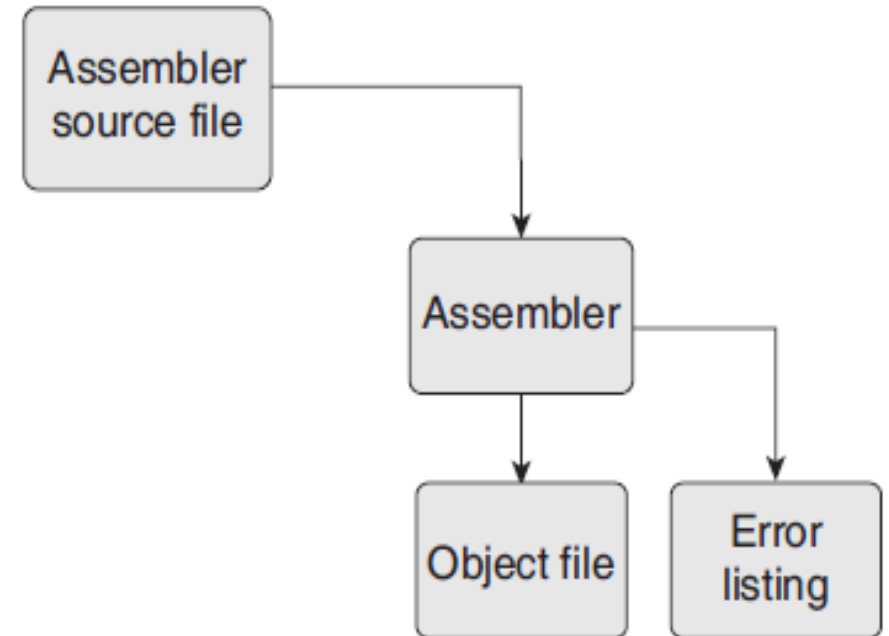 Assembler
source file
Assembler
Object file
Error
listing